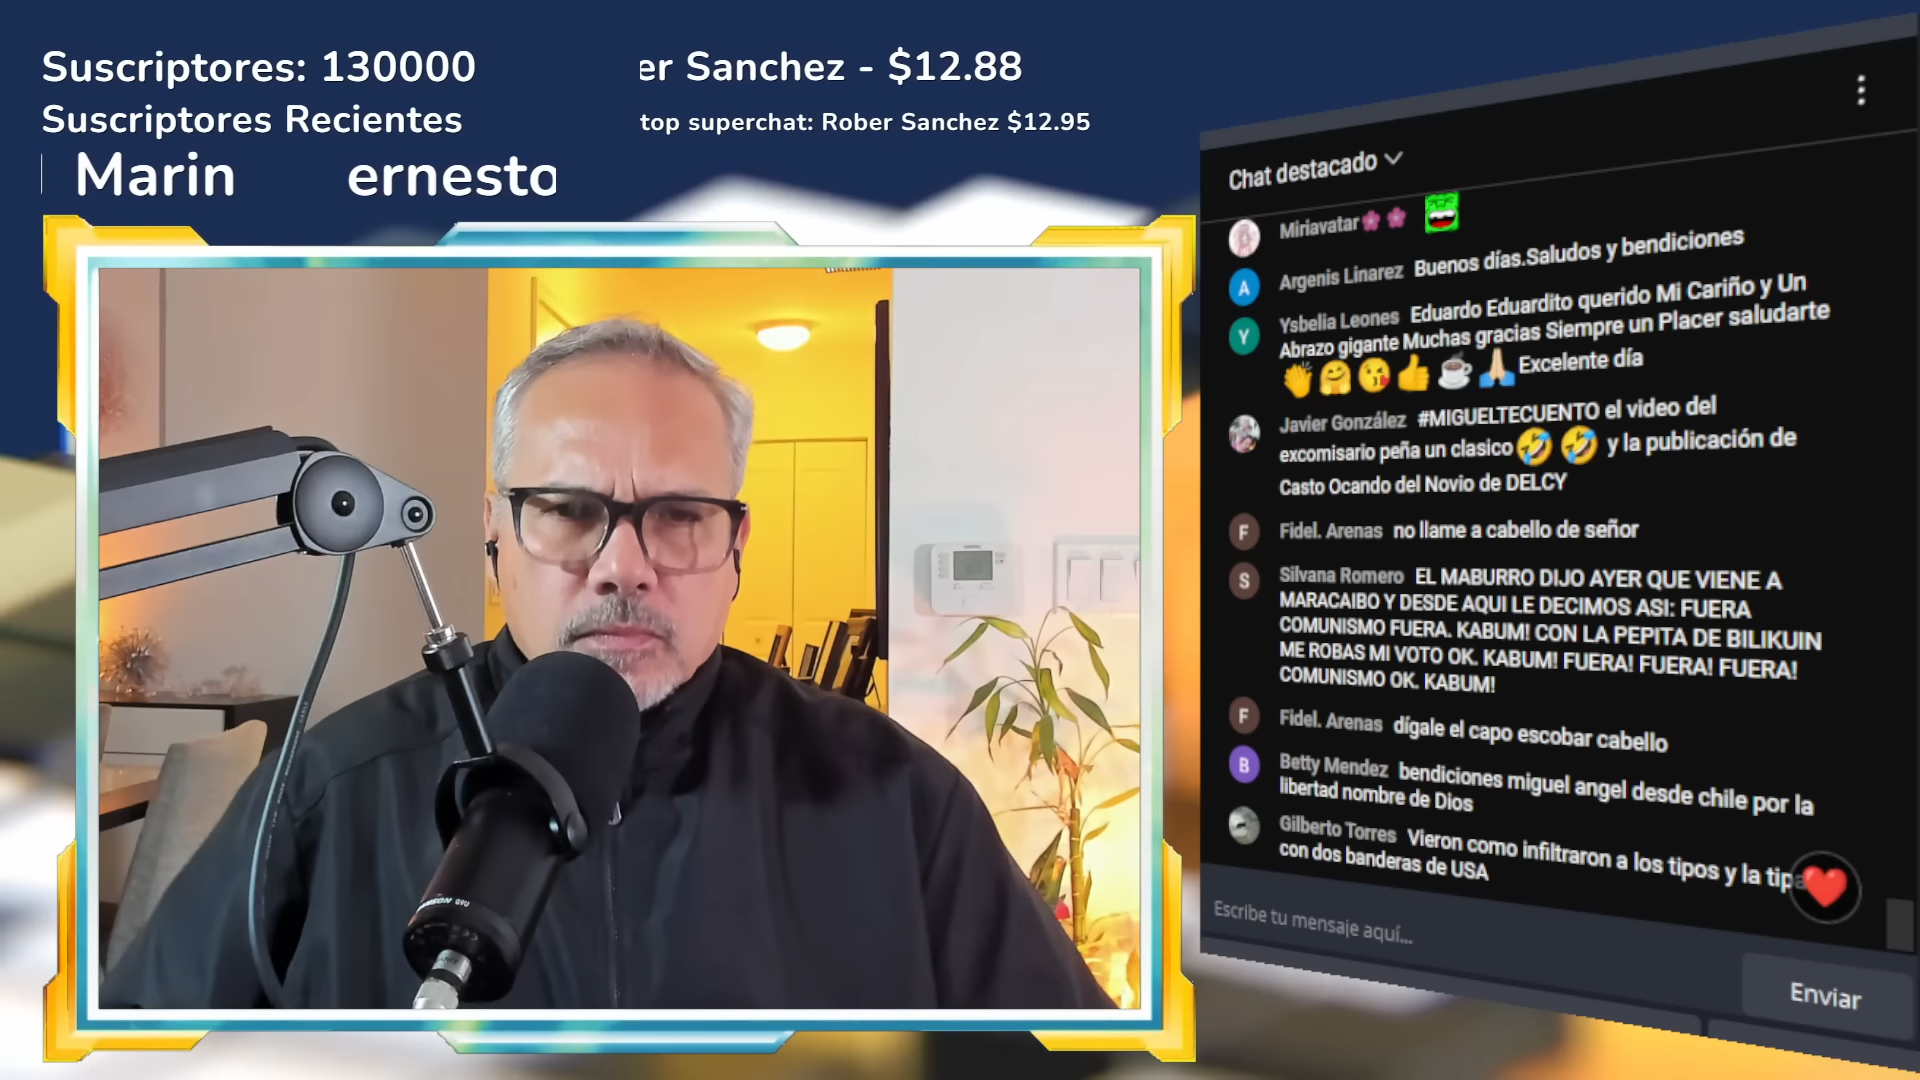 Suscriptores: 130000
Suscriptores Recientes
Marin ernesto
er Sanchez - $12.88
top superchat: Rober Sanchez $12.95
Chat destacado
Miriavatar🌸🌸
Argenis Linarez Buenos días.Saludos y bendiciones
Ysbelia Leones Eduardo Eduardito querido Mi Cariño y Un
Abrazo gigante Muchas gracias Siempre un Placer saludarte
👏🤗😘👍☕🙏🏻Excelente día
Javier González #MIGUELTECUENTO el video del
excomisario peña un clasico🤣🤣 y la publicación de
Casto Ocando del Novio de DELCY
Fidel. Arenas no llame a cabello de señor
Silvana Romero EL MABURRO DIJO AYER QUE VIENE A
MARACAIBO Y DESDE AQUI LE DECIMOS ASI: FUERA
COMUNISMO FUERA. KABUM! CON LA PEPITA DE BILIKUIN
ME ROBAS MI VOTO OK. KABUM! FUERA! FUERA! FUERA!
COMUNISMO OK. KABUM!
Fidel. Arenas dígale el capo escobar cabello
Betty Mendez bendiciones miguel angel desde chile por la
libertad nombre de Dios
Gilberto Torres Vieron como infiltraron a los tipos y la tipa
con dos banderas de USA
Escribe tu mensaje aquí...
Enviar
SAMSON Q9U